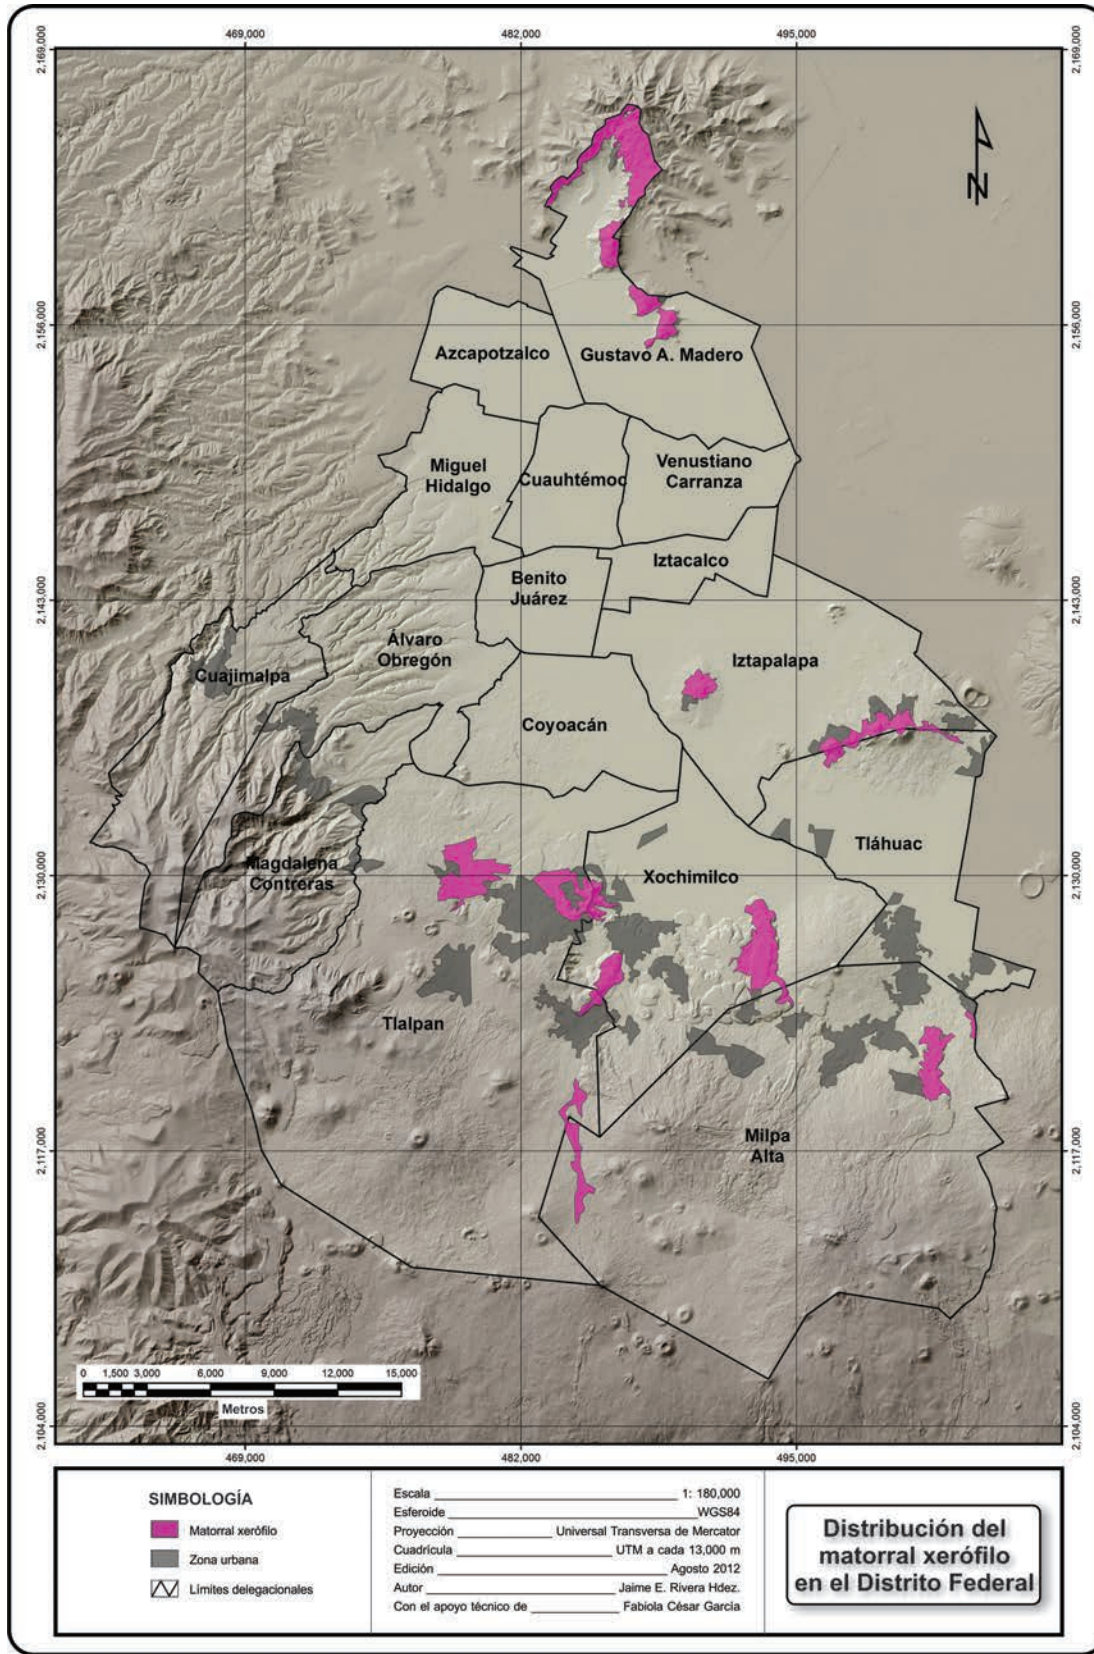 469,000
482,000
495,000
2,169,000
2,169,000
N
2,156,000
2,156,000
Azcapotzalco
Gustavo A. Madero
Miguel
Hidalgo
Cuauhtémoc
Venustiano
Carranza
Iztacalco
Benito
Juárez
2,143,000
2,143,000
Álvaro
Obregón
Cuajimalpa
Iztapalapa
Coyoacán
Tláhuac
Magdalena
Contreras
2,130,000
2,130,000
Xochimilco
Tlalpan
Milpa
Alta
2,117,000
2,117,000
0 1,500 3,000 6,000 9,000 12,000 15,000
Metros
2,104,000
2,104,000
469,000
482,000
495,000
SIMBOLOGÍA
Matorral xerófilo
Zona urbana
Límites delegacionales
Escala 1: 180,000
Esferoide WGS84
Proyección Universal Transversa de Mercator
Cuadrícula UTM a cada 13,000 m
Edición Agosto 2012
Autor Jaime E. Rivera Hdez.
Con el apoyo técnico de Fabiola César García
Distribución del
matorral xerófilo
en el Distrito Federal